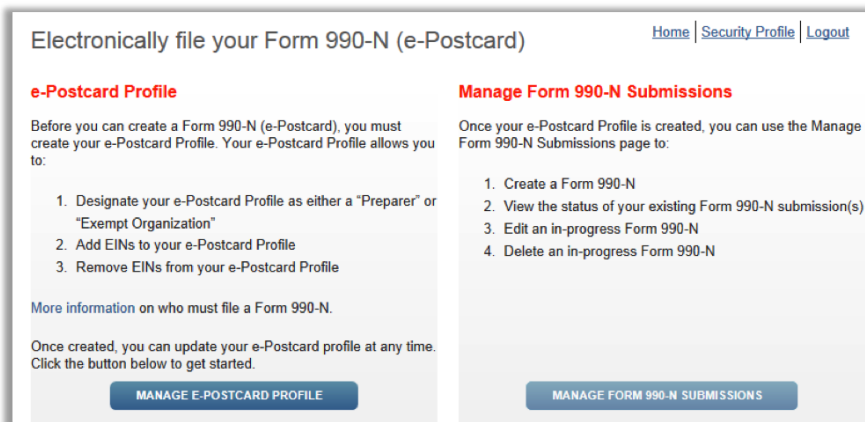 Electronically file your Form 990-N (e-Postcard)
Home | Security Profile | Logout
e-Postcard Profile
Before you can create a Form 990-N (e-Postcard), you must
create your e-Postcard Profile. Your e-Postcard Profile allows you
to:
1. Designate your e-Postcard Profile as either a “Preparer” or
“Exempt Organization”
2. Add EINs to your e-Postcard Profile
3. Remove EINs from your e-Postcard Profile
More information on who must file a Form 990-N.
Once created, you can update your e-Postcard profile at any time.
Click the button below to get started.
MANAGE E-POSTCARD PROFILE
Manage Form 990-N Submissions
Once your e-Postcard Profile is created, you can use the Manage
Form 990-N Submissions page to:
1. Create a Form 990-N
2. View the status of your existing Form 990-N submission(s)
3. Edit an in-progress Form 990-N
4. Delete an in-progress Form 990-N
MANAGE FORM 990-N SUBMISSIONS